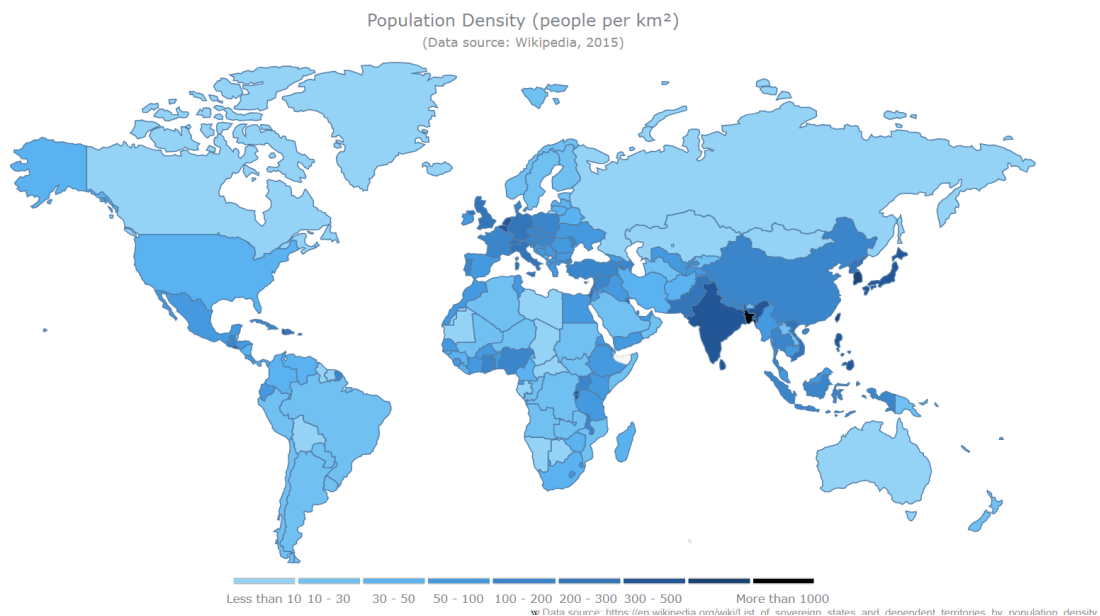 Population Density (people per km²)
(Data source: Wikipedia, 2015)
Less than 10 10 - 30 30 - 50 50 - 100 100 - 200 200 - 300 300 - 500 More than 1000
W Data source: https://en.wikipedia.org/wiki/List_of_sovereign_states_and_dependent_territories_by_population_density